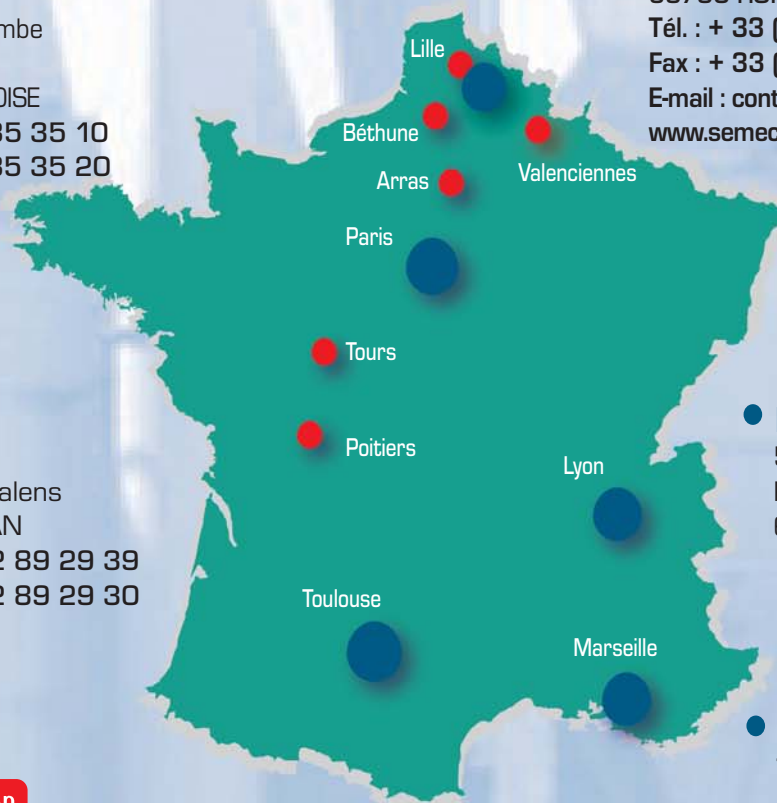 Tél. : + 33 (
Fax : + 33 (
E-mail : cont
www.semec
OISE
35 35 10
35 35 20
Lille
Béthune
Valenciennes
Arras
Paris
Tours
Poitiers
Lyon
alens
AN
2 89 29 39
2 89 29 30
Toulouse
Marseille